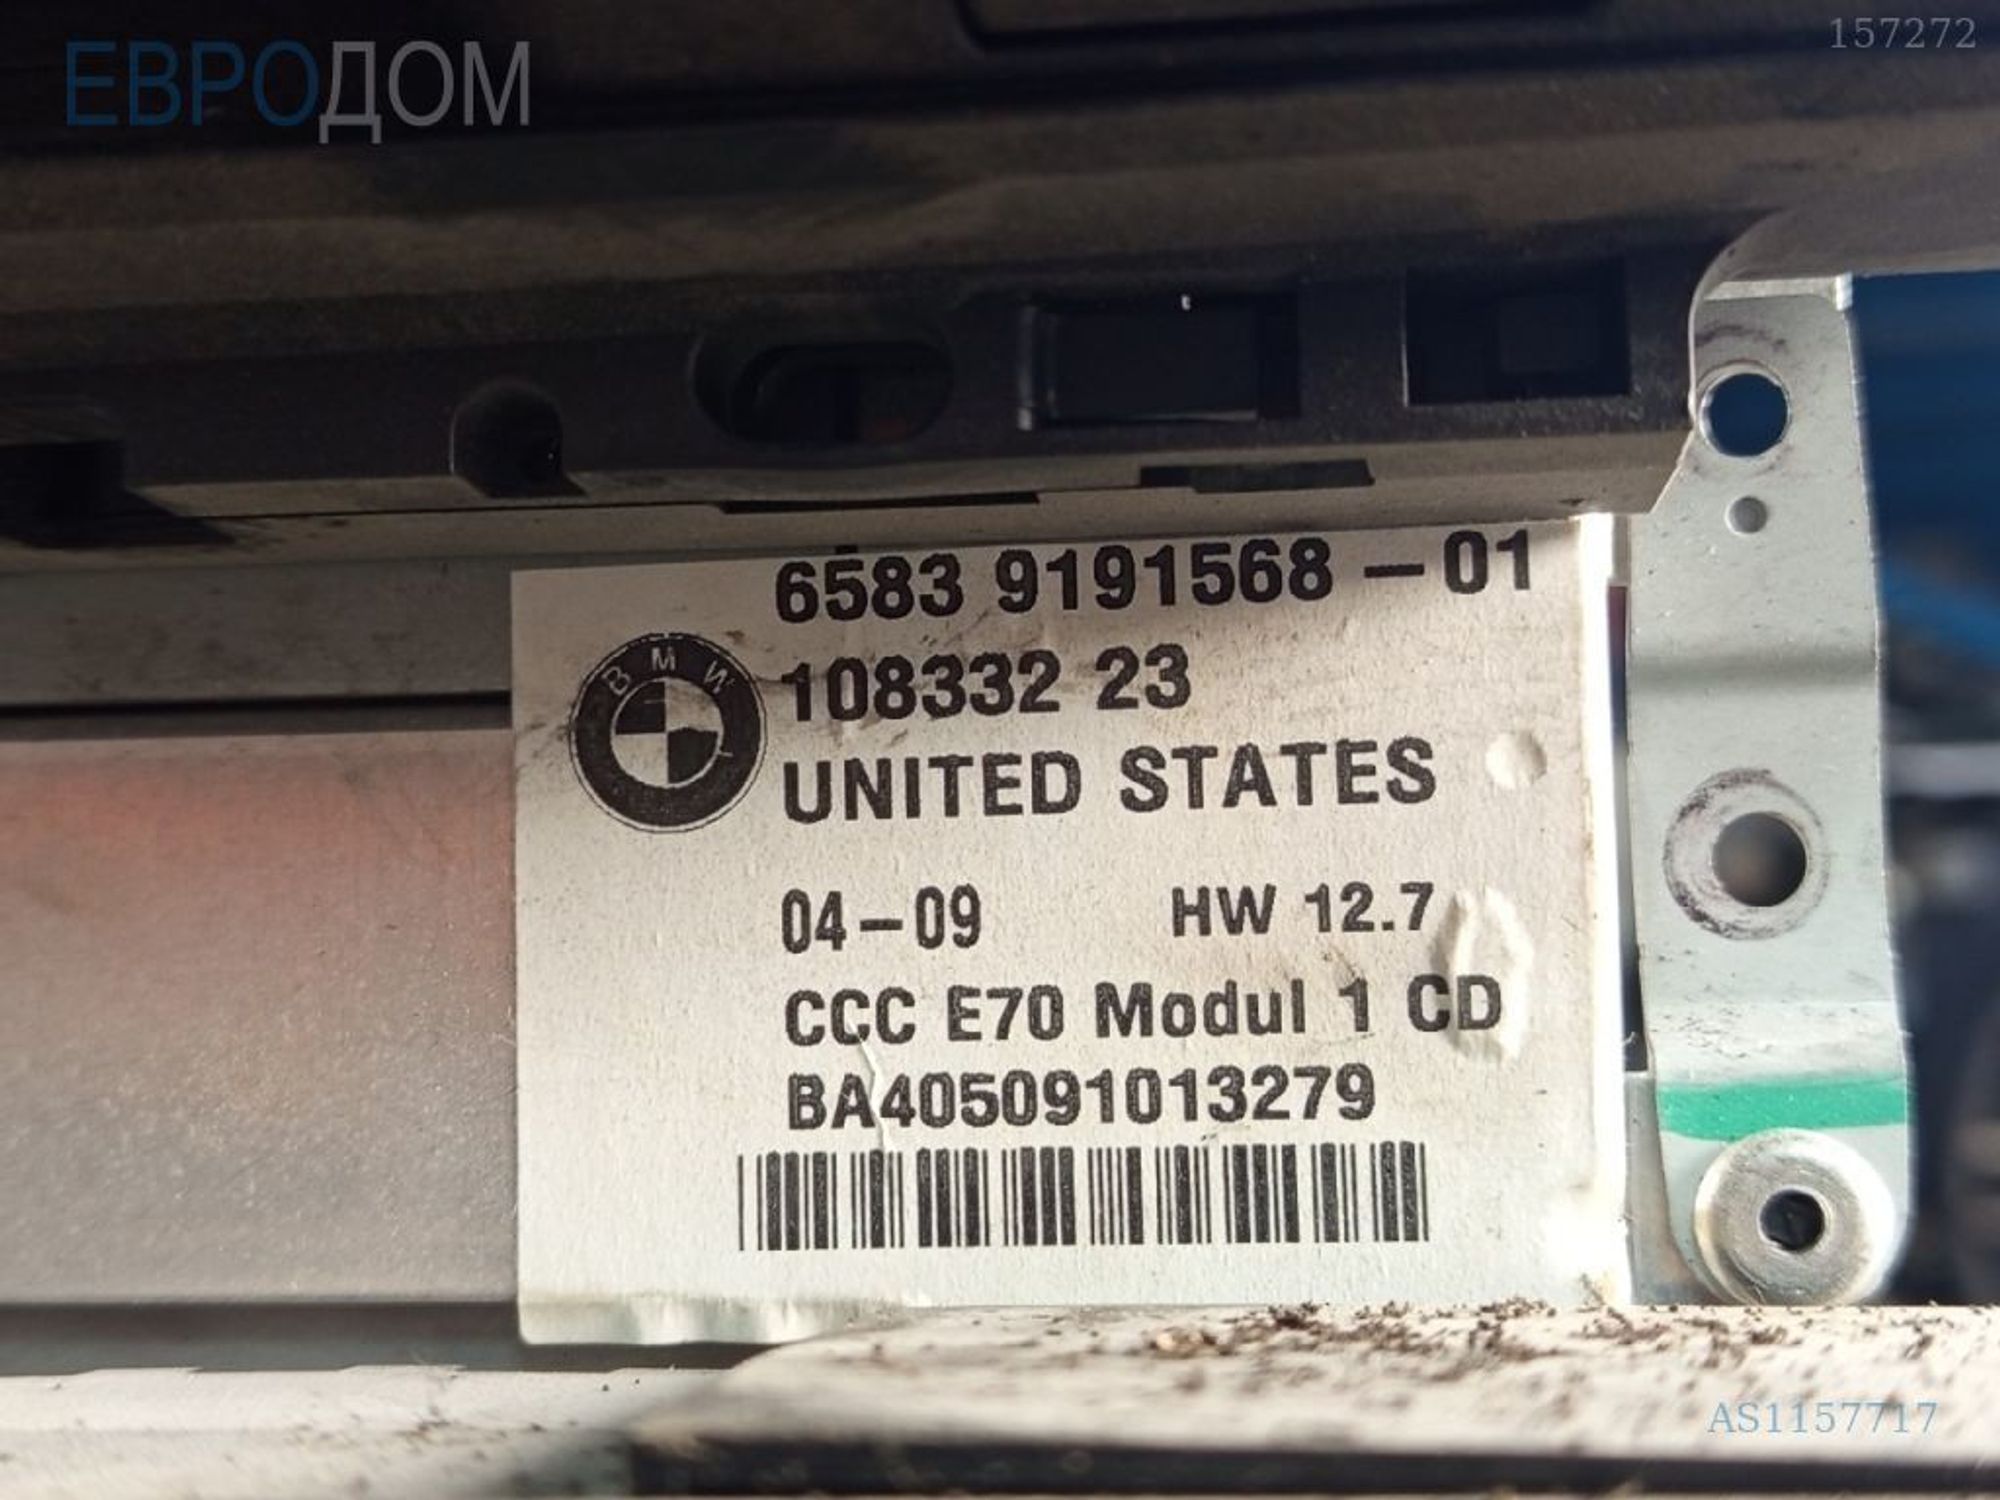 ЕВРОДОМ
157272
6583 9191568 – 01
108332 23
BMW
UNITED STATES
04 – 09 HW 12.7
CCC E70 Modul 1 CD
BA405091013279
AS1157717